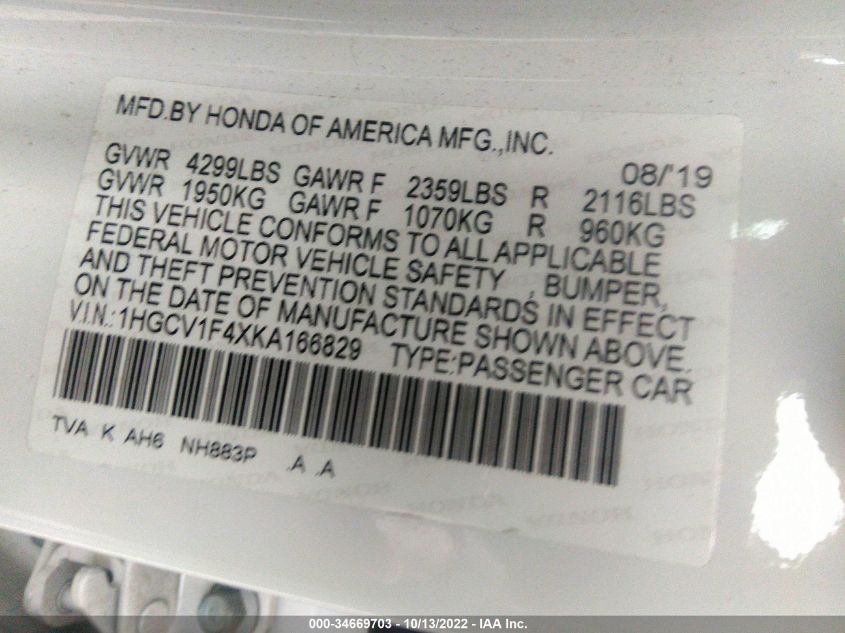 MFD.BY HONDA OF AMERICA MFG.,INC.
08/'19
GVWR 4299LBS GAWR F 2359LBS R 2116LBS
GVWR 1950KG GAWR F 1070KG R 960KG
THIS VEHICLE CONFORMS TO ALL APPLICABLE
FEDERAL MOTOR VEHICLE SAFETY , BUMPER,
AND THEFT PREVENTION STANDARDS IN EFFECT
ON THE DATE OF MANUFACTURE SHOWN ABOVE.
V.I.N.:1HGCV1F4XKA166829 TYPE:PASSENGER CAR
TVA K AH6 NH883P .A .A
000-34669703 - 10/13/2022 - IAA Inc.